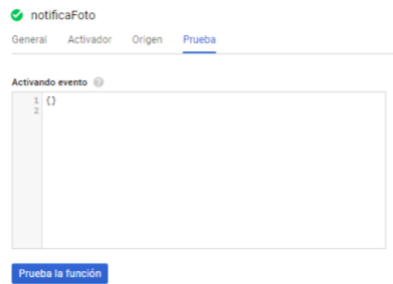 notificaFoto
General Activador Origen Prueba
Activando evento ?
1 {}
2
Prueba la función